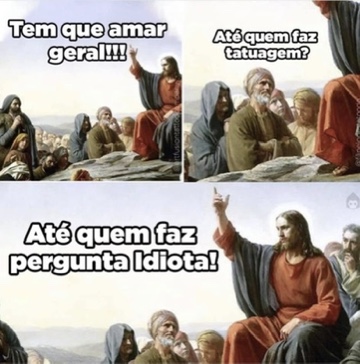 Tem que amar
geral!!!
Até quem faz
tatuagem?
Até quem faz
pergunta Idiota!